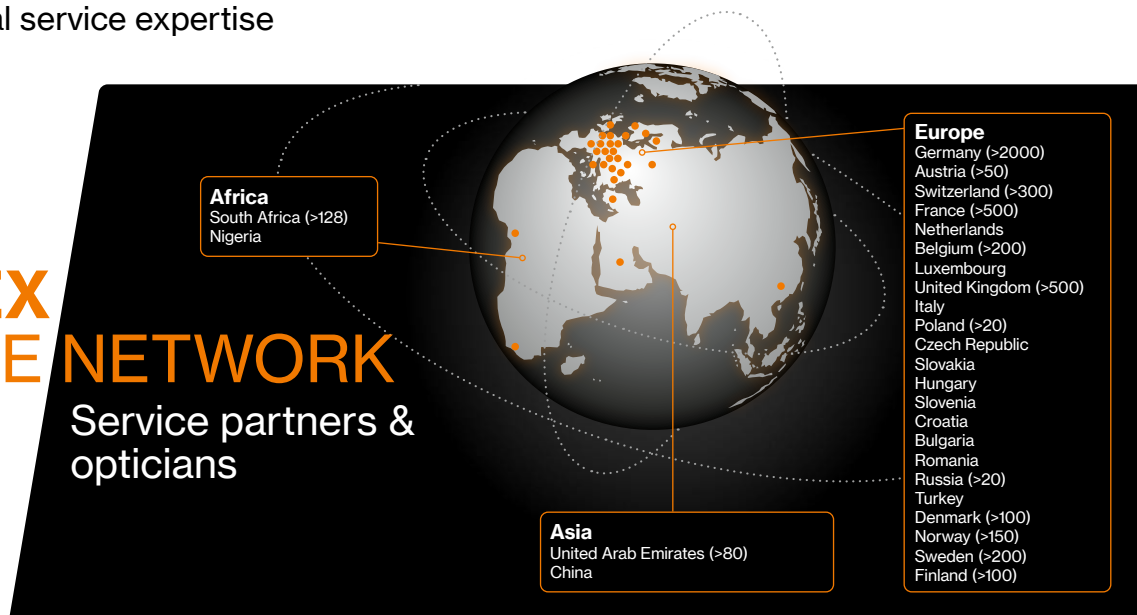 al service expertise
Europe
Germany (>2000)
Austria (>50)
Switzerland (>300)
France (>500)
Netherlands
Belgium (>200)
Luxembourg
United Kingdom (>500)
Italy
Poland (>20)
Czech Republic
Slovakia
Hungary
Slovenia
Croatia
Bulgaria
Romania
Russia (>20)
Turkey
Denmark (>100)
Norway (>150)
Sweden (>200)
Finland (>100)
Africa
South Africa (>128)
Nigeria
X
E NETWORK
Service partners &
opticians
Asia
United Arab Emirates (>80)
China